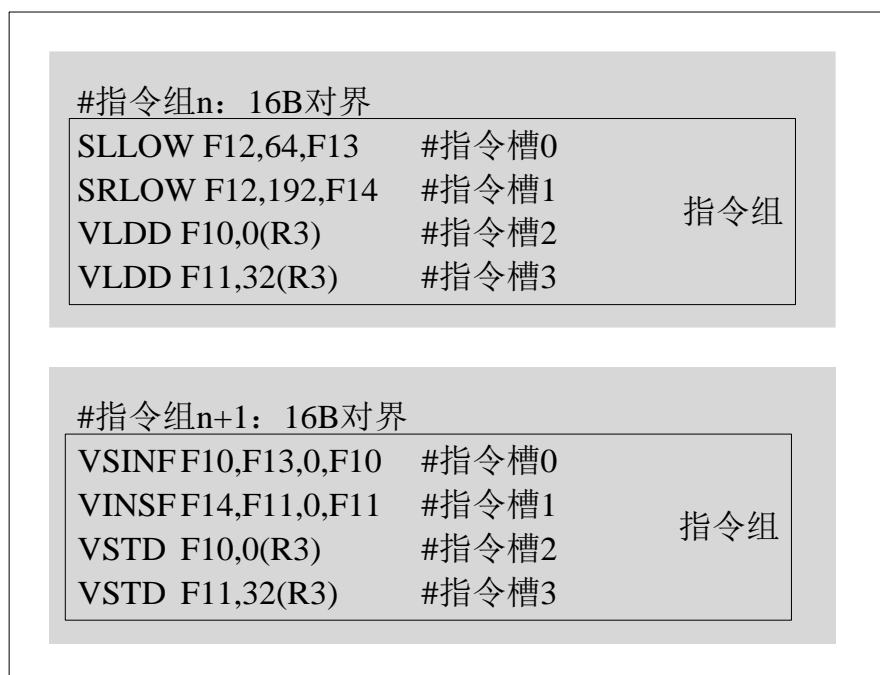 #指令组n：16B对界
SLLOW F12,64,F13 #指令槽0
SRLOW F12,192,F14 #指令槽1
VLDD F10,0(R3) #指令槽2
VLDD F11,32(R3) #指令槽3
指令组
#指令组n+1：16B对界
VSINF F10,F13,0,F10 #指令槽0
VINSF F14,F11,0,F11 #指令槽1
VSTD F10,0(R3) #指令槽2
VSTD F11,32(R3) #指令槽3
指令组